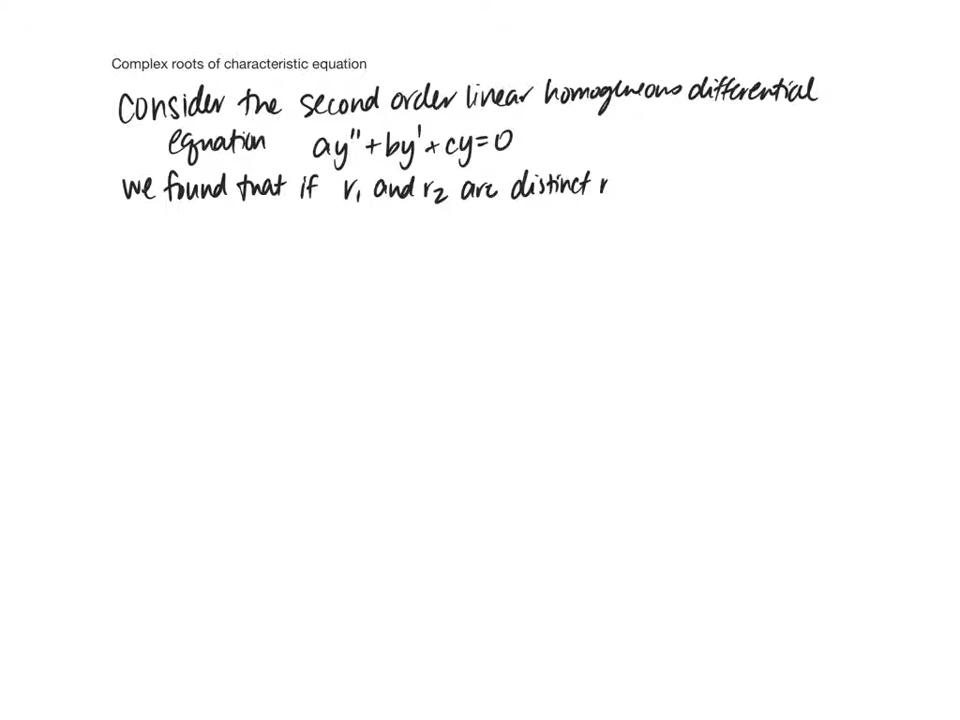 Complex roots of characteristic equation
Consider the second order linear homogeneous differential
equation ay'' + by' + cy = 0
we found that if r₁ and r₂ are distinct r